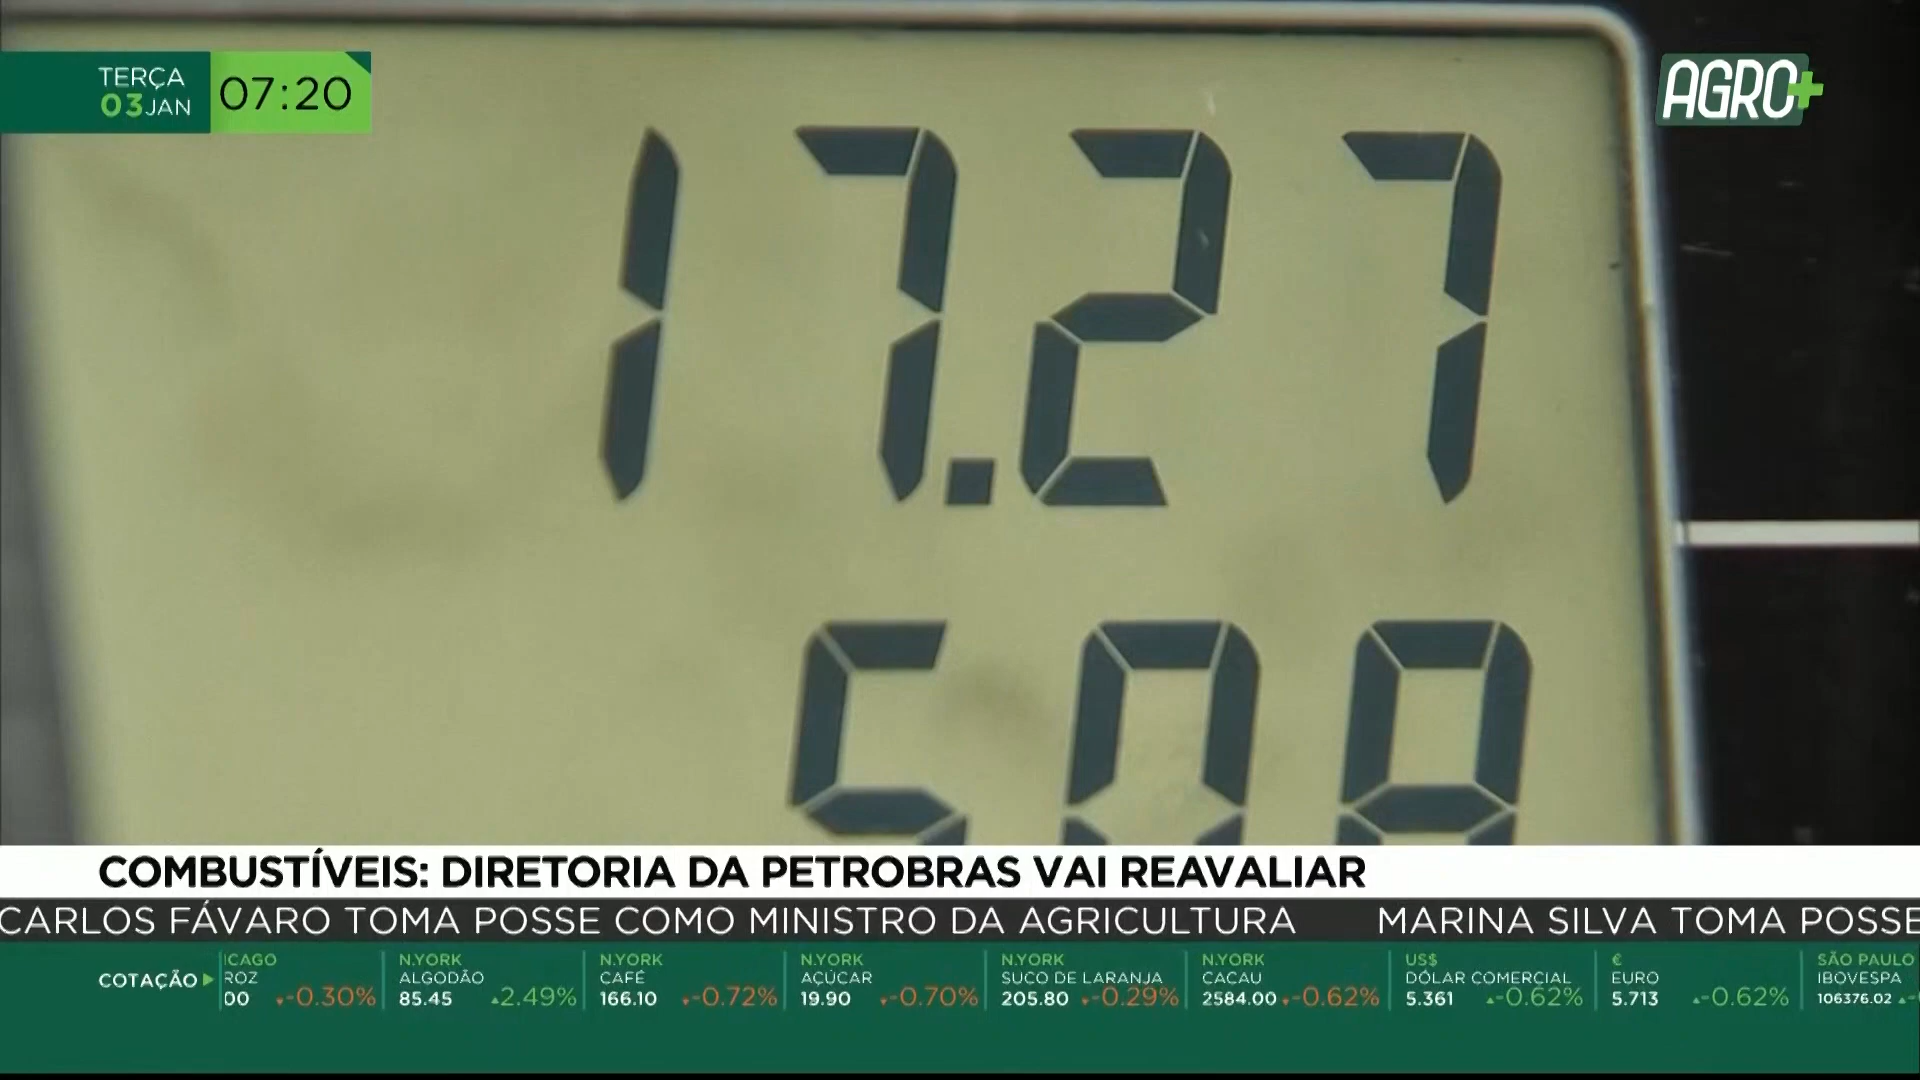 TERÇA
03JAN
07:20
AGRO+
17.27
COMBUSTÍVEIS: DIRETORIA DA PETROBRAS VAI REAVALIAR
CARLOS FÁVARO TOMA POSSE COMO MINISTRO DA AGRICULTURA MARINA SILVA TOMA POSSE
COTAÇÃO
ICAGO
ROZ
00 -0.30%
N.YORK
ALGODÃO
85.45 2.49%
N.YORK
CAFÉ
166.10 -0.72%
N.YORK
AÇÚCAR
19.90 -0.70%
N.YORK
SUCO DE LARANJA
205.80 -0.29%
N.YORK
CACAU
2584.00 -0.62%
US$
DÓLAR COMERCIAL
5.361 -0.62%
€
EURO
5.713 -0.62%
SÃO PAULO
IBOVESPA
106376.02